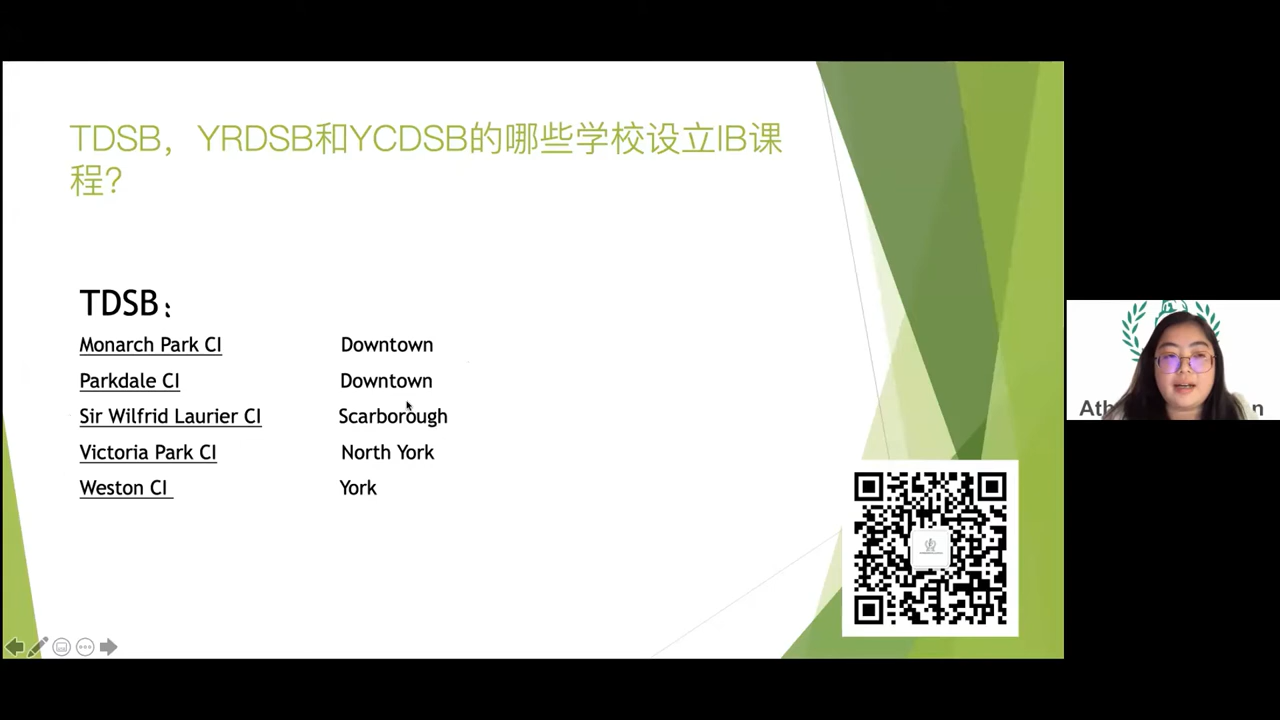 TDSB，YRDSB和YCDSB的哪些学校设立IB课
程？
TDSB：
Monarch Park CI Downtown
Parkdale CI Downtown
Sir Wilfrid Laurier CI Scarborough
Victoria Park CI North York
Weston CI York